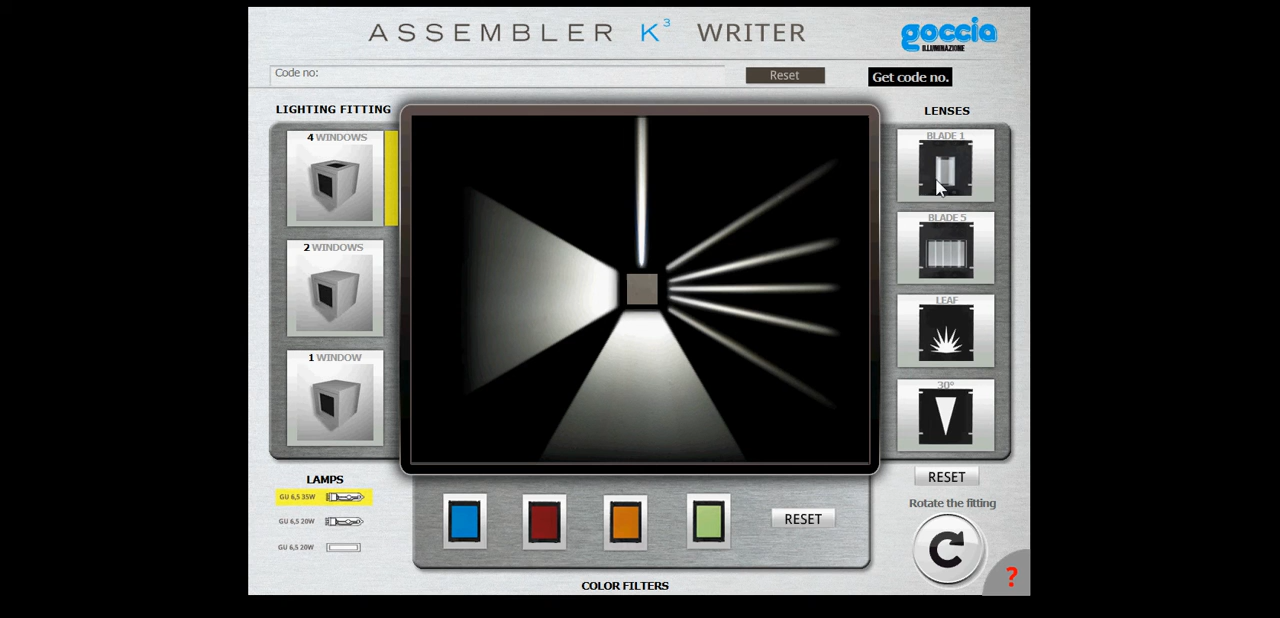 ASSEMBLER K3 WRITER
goccia
ILLUMINAZIONE
Code no:
Reset
Get code no.
LIGHTING FITTING
4 WINDOWS
2 WINDOWS
1 WINDOW
LENSES
BLADE 1
BLADE 5
LEAF
30°
RESET
Rotate the fitting
?
LAMPS
GU 6,5 35W
GU 6,5 20W
GU 6,5 20W
RESET
COLOR FILTERS